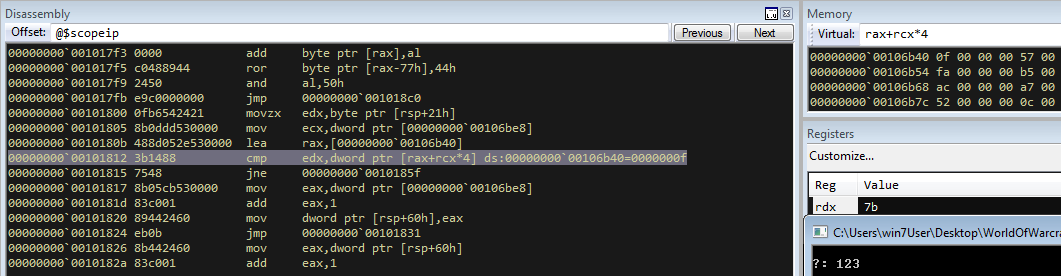 Disassembly
Offset: @$scopeip
Previous
Next
00000000`001017f3 0000 add byte ptr [rax],al
00000000`001017f5 c0488944 ror byte ptr [rax-77h],44h
00000000`001017f9 2450 and al,50h
00000000`001017fb e9c0000000 jmp 00000000`001018c0
00000000`00101800 0fb6542421 movzx edx,byte ptr [rsp+21h]
00000000`00101805 8b0ddd530000 mov ecx,dword ptr [00000000`00106be8]
00000000`0010180b 488d052e530000 lea rax,[00000000`00106b40]
00000000`00101812 3b1488 cmp edx,dword ptr [rax+rcx*4] ds:00000000`00106b40=0000000f
00000000`00101815 7548 jne 00000000`0010185f
00000000`00101817 8b05cb530000 mov eax,dword ptr [00000000`00106be8]
00000000`0010181d 83c001 add eax,1
00000000`00101820 89442460 mov dword ptr [rsp+60h],eax
00000000`00101824 eb0b jmp 00000000`00101831
00000000`00101826 8b442460 mov eax,dword ptr [rsp+60h]
00000000`0010182a 83c001 add eax,1
Memory
Virtual: rax+rcx*4
00000000`00106b40 0f 00 00 00 57 00
00000000`00106b54 fa 00 00 00 b5 00
00000000`00106b68 ac 00 00 00 a7 00
00000000`00106b7c 52 00 00 00 0c 00
Registers
Customize...
Reg Value
rdx 7b
C:\Users\win7User\Desktop\WorldOfWarcra
?: 123